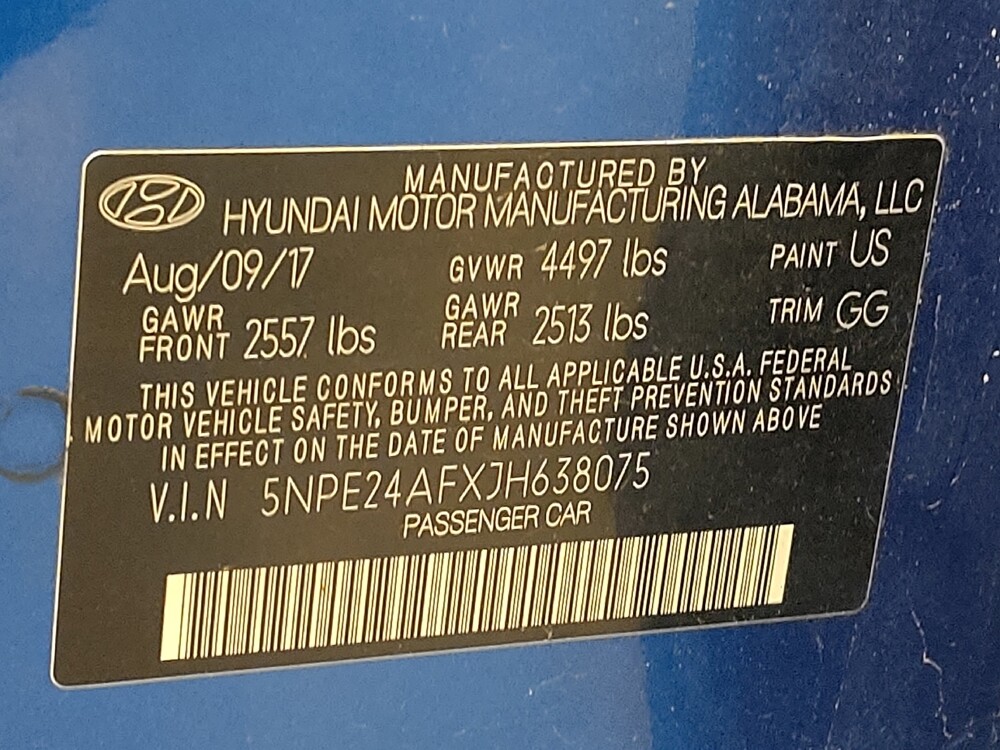 MANUFACTURED BY
HYUNDAI MOTOR MANUFACTURING ALABAMA, LLC
Aug/09/17 GVWR 4497 lbs PAINT US
GAWR FRONT 2557 lbs GAWR REAR 2513 lbs TRIM GG
THIS VEHICLE CONFORMS TO ALL APPLICABLE U.S.A. FEDERAL
MOTOR VEHICLE SAFETY, BUMPER, AND THEFT PREVENTION STANDARDS
IN EFFECT ON THE DATE OF MANUFACTURE SHOWN ABOVE
V.I.N 5NPE24AFXJH638075
PASSENGER CAR